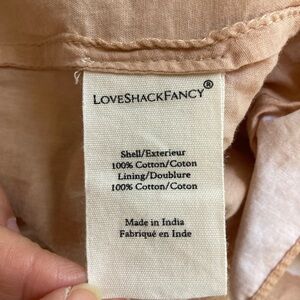 LOVESHACKFANCY®
Shell/Exterieur
100% Cotton/Coton
Lining/Doublure
100% Cotton/Coton
Made in India
Fabriqué en Inde